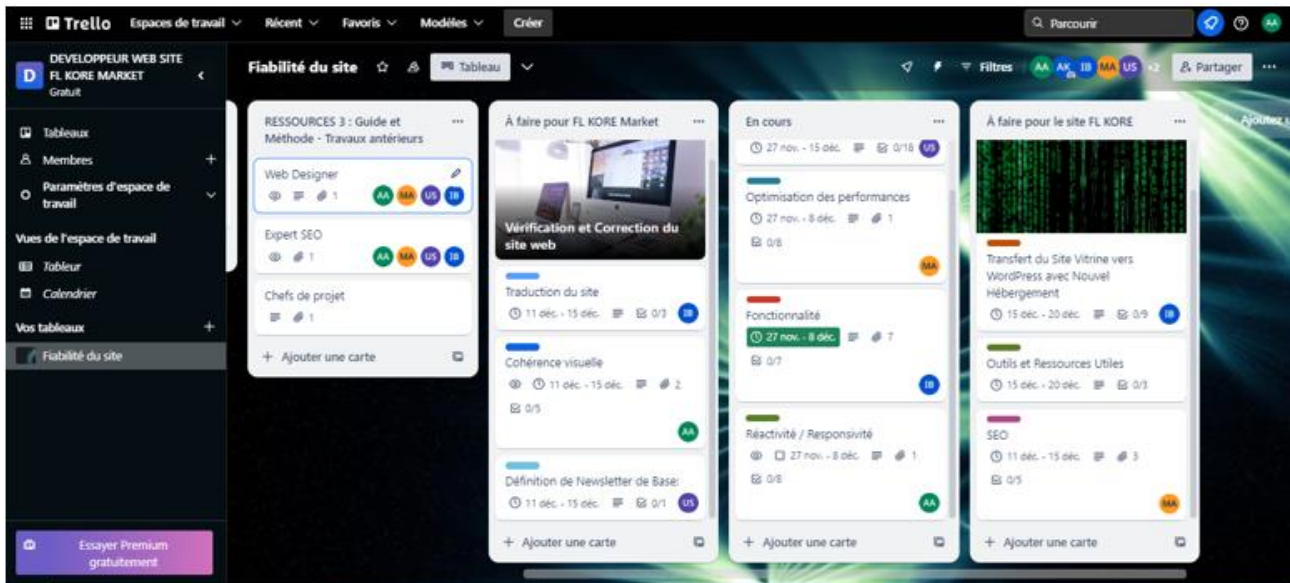 Trello Espaces de travail Récent Favoris Modèles Créer Parcourir AA
D DEVELOPPEUR WEB SITE
FL KORE MARKET
Gratuit
Tableaux
Membres
Paramètres d'espace de
travail
Vues de l'espace de travail
Tableur
Calendrier
Vos tableaux
Fiabilité du site
Essayer Premium
gratuitement
Fiabilité du site Tableau Filtres AA AK IB MA US +2 Partager
RESSOURCES 3 : Guide et
Méthode - Travaux antérieurs
Web Designer
1 AA MA US IB
Expert SEO
1 AA MA US IB
Chefs de projet
1
+ Ajouter une carte
À faire pour FL KORE Market
Vérification et Correction du
site web
Traduction du site
11 déc. - 15 déc. 0/3 IB
Cohérence visuelle
11 déc. - 15 déc. 2
0/5
AA
Définition de Newsletter de Base:
11 déc. - 15 déc. 0/1 US
+ Ajouter une carte
En cours
27 nov. - 15 déc. 0/18 US
Optimisation des performances
27 nov. - 8 déc. 1
0/8
MA
Fonctionnalité
27 nov. - 8 déc. 7
0/7
IB
Réactivité / Responsivité
27 nov. - 8 déc. 1
0/8
AA
+ Ajouter une carte
À faire pour le site FL KORE
Transfert du Site Vitrine vers
WordPress avec Nouvel
Hébergement
15 déc. - 20 déc. 0/9 IB
Outils et Ressources Utiles
15 déc. - 20 déc. 0/3
SEO
11 déc. - 15 déc. 3
0/5
MA
+ Ajouter une carte
Ajoutez